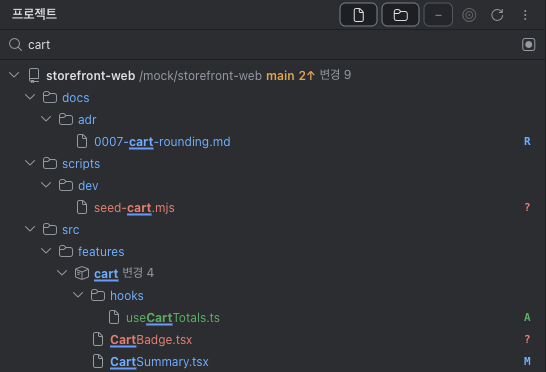 프로젝트
cart
storefront-web /mock/storefront-web main 2↑ 변경 9
docs
adr
0007-cart-rounding.md R
scripts
dev
seed-cart.mjs ?
src
features
cart 변경 4
hooks
useCartTotals.ts A
CartBadge.tsx ?
CartSummary.tsx M